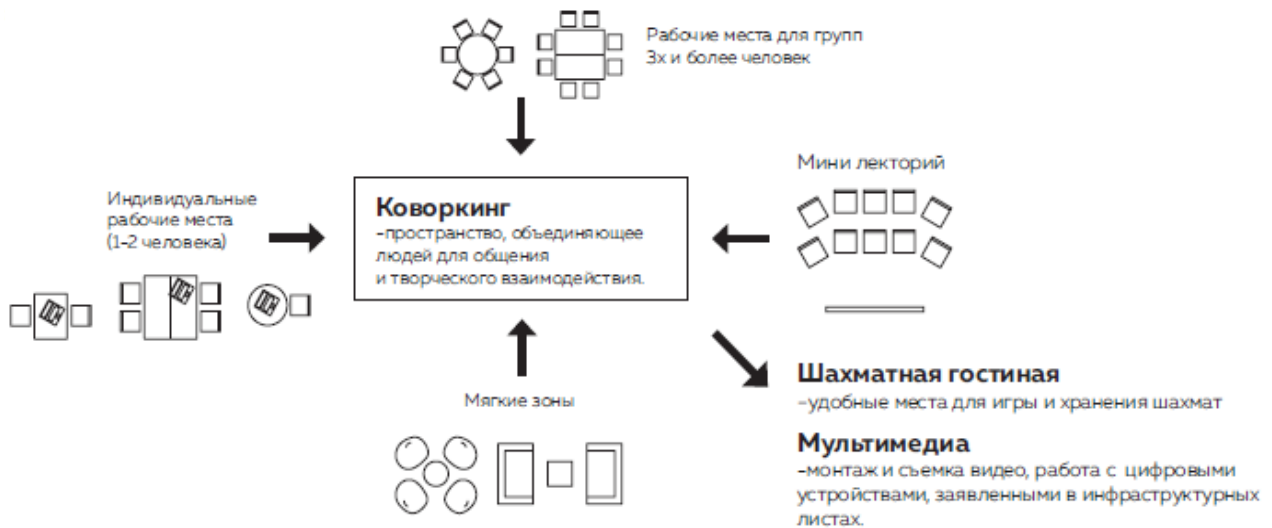 Рабочие места для групп
3х и более человек
Мини лекторий
Индивидуальные
рабочие места
(1-2 человека)
Коворкинг
-пространство, объединяющее
людей для общения
и творческого взаимодействия.
Мягкие зоны
Шахматная гостиная
-удобные места для игры и хранения шахмат
Мультимедиа
-монтаж и съемка видео, работа с цифровыми
устройствами, заявленными в инфраструктурных
листах.